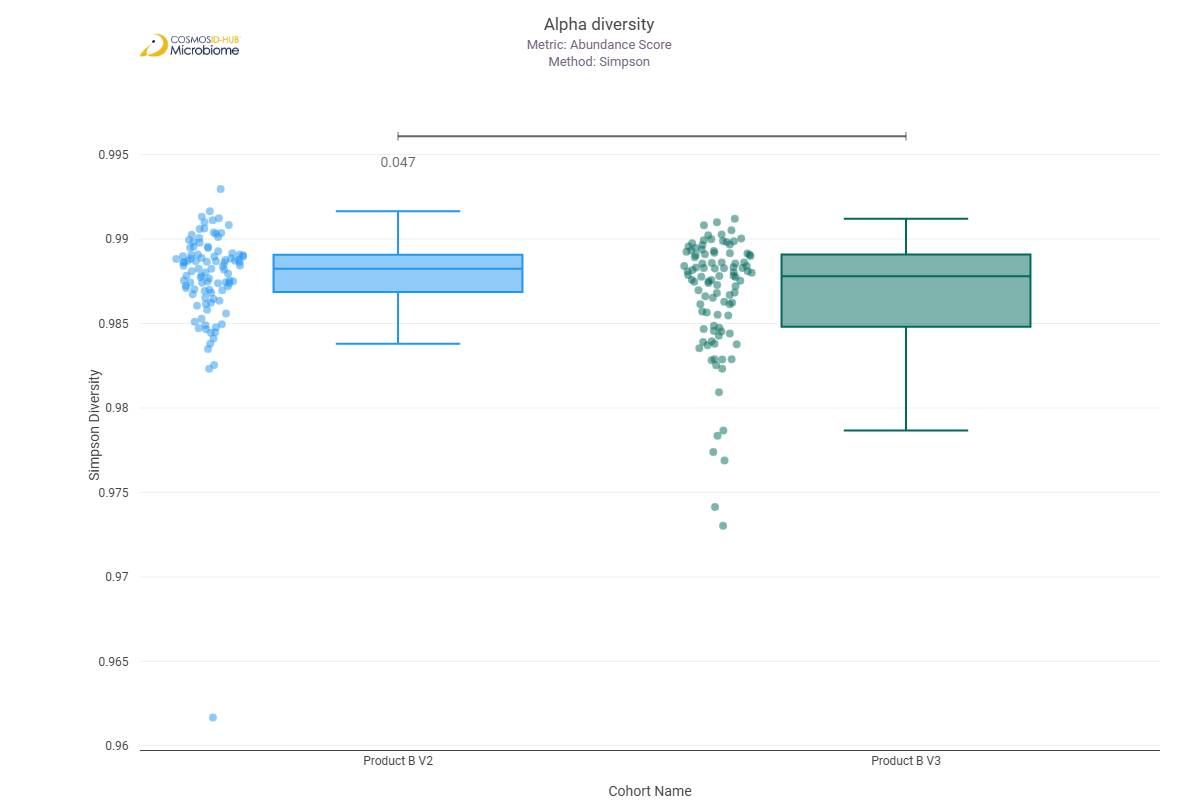 Alpha diversity
Metric: Abundance Score
Method: Simpson
COSMOSID-HUB
Microbiome
0.047
0.995
0.99
0.985
0.98
0.975
0.97
0.965
0.96
Simpson Diversity
Product B V2
Product B V3
Cohort Name